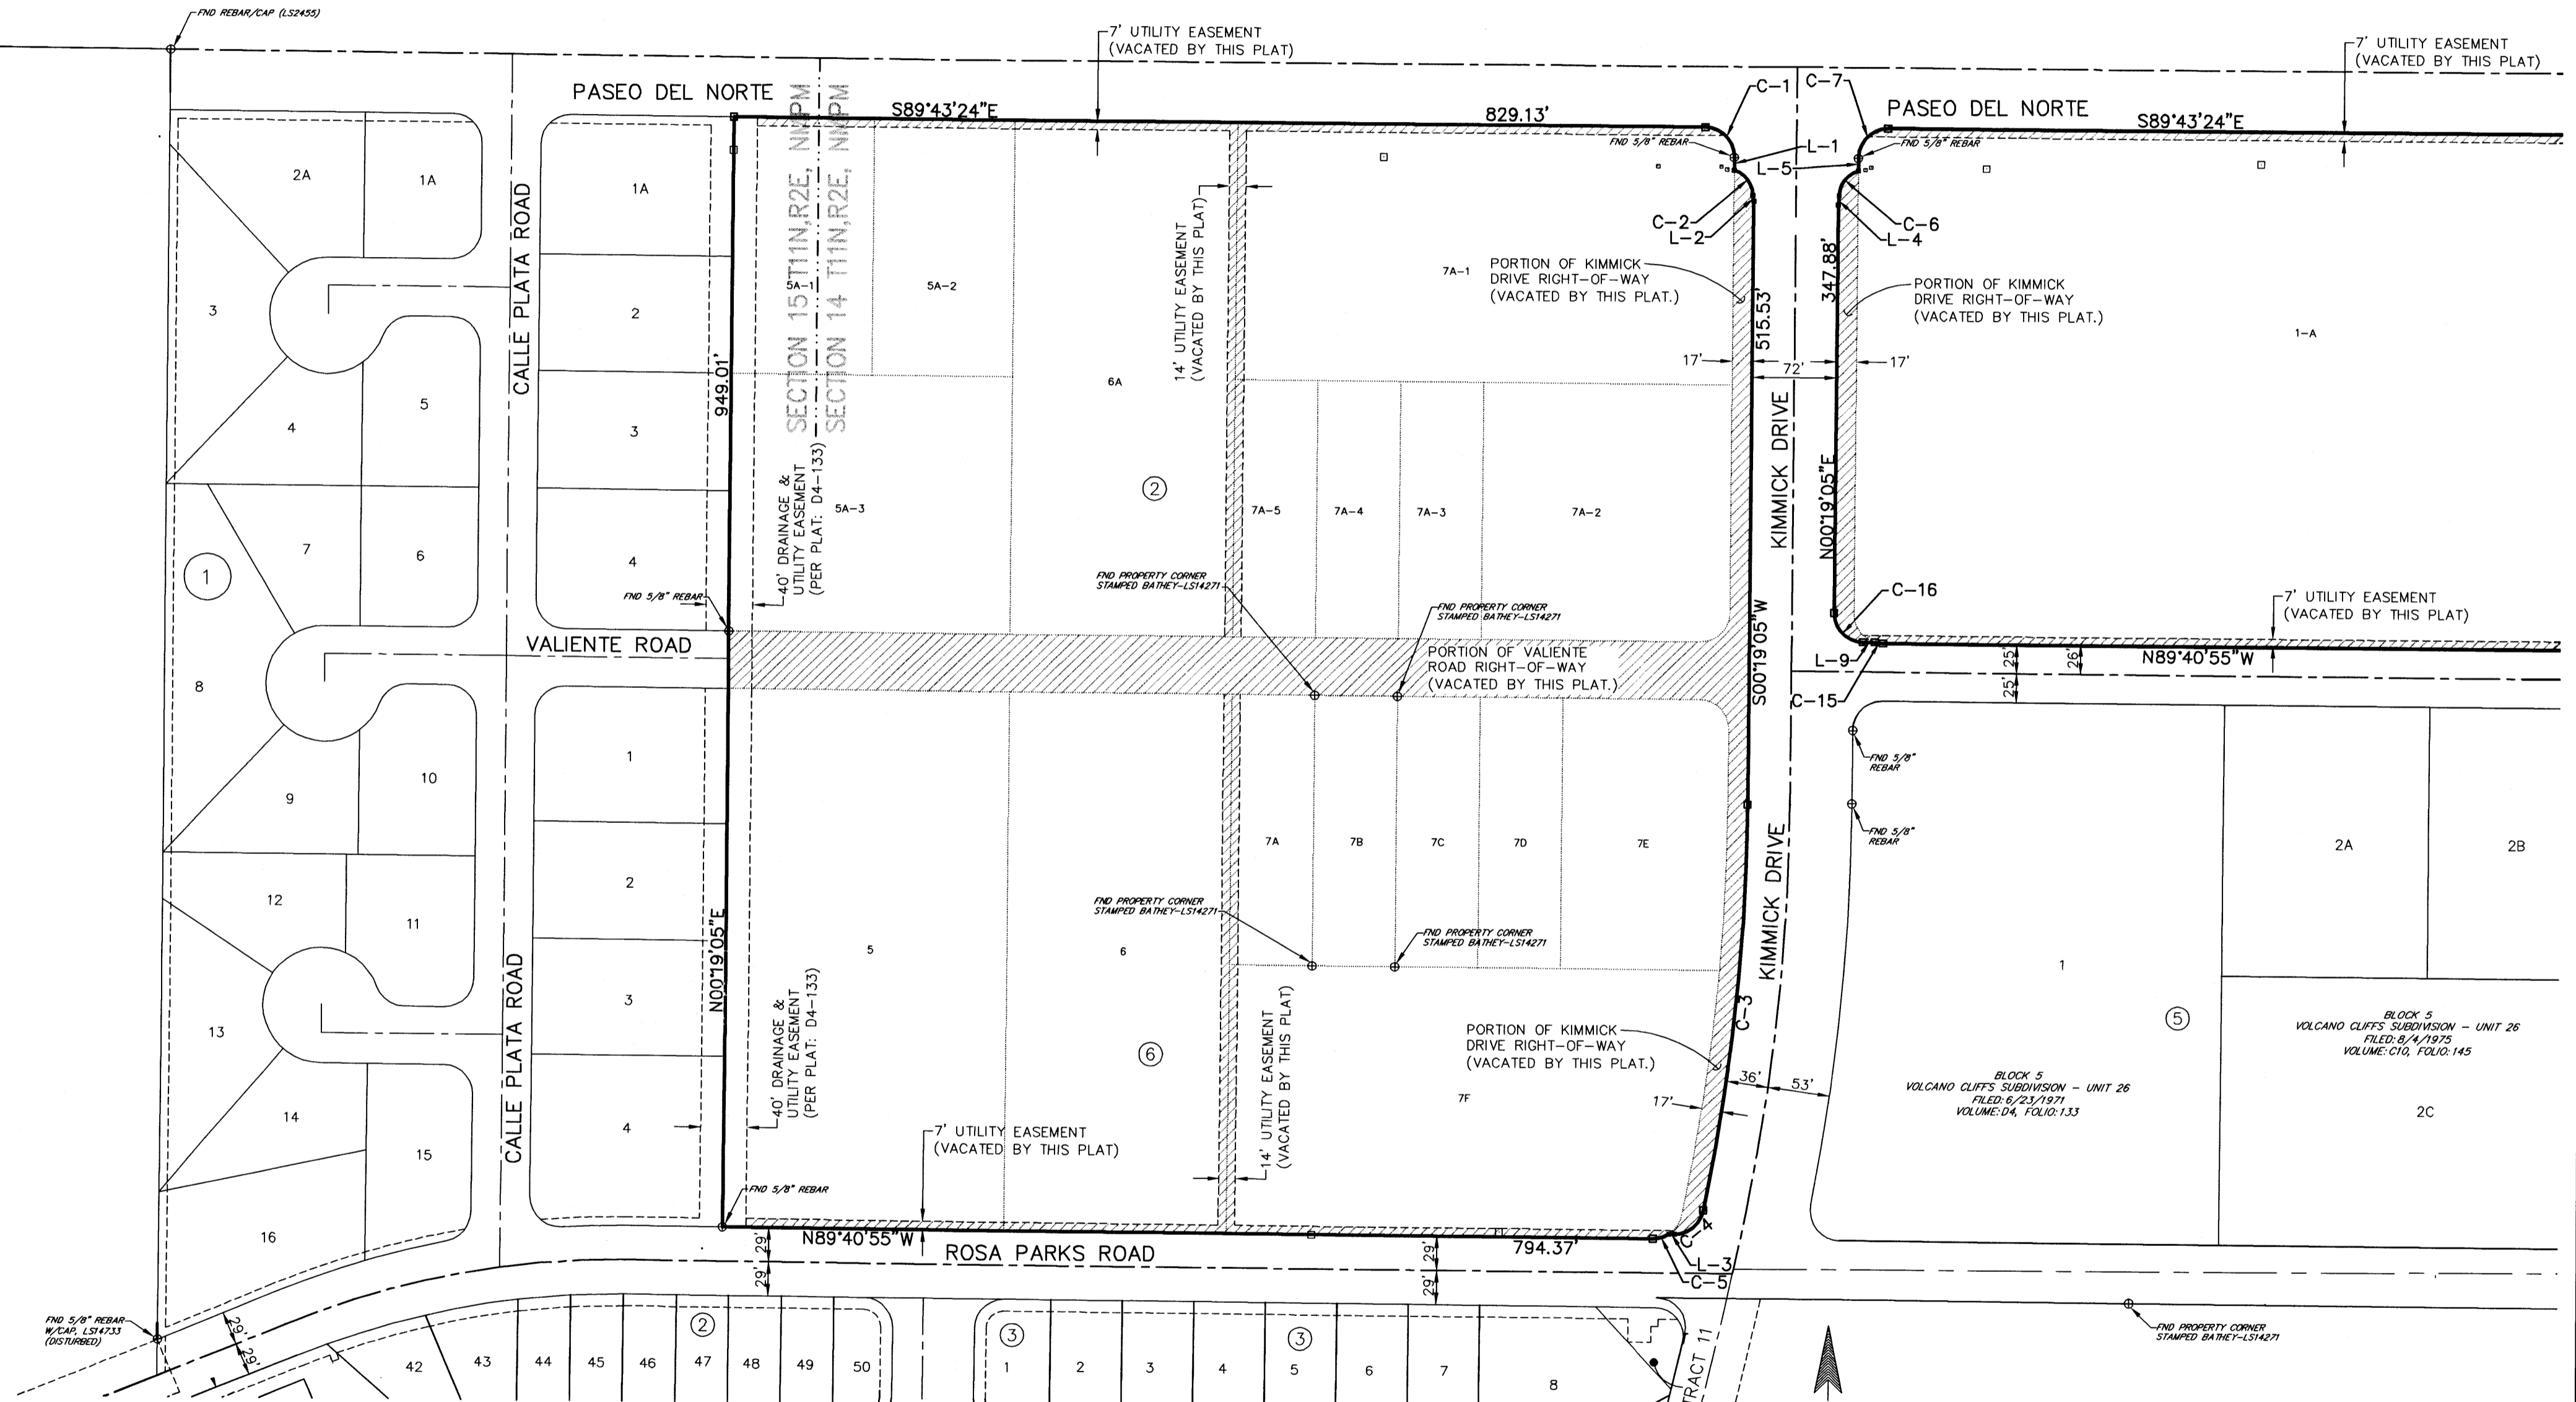 FND REBAR/CAP (LS2455)
7' UTILITY EASEMENT
(VACATED BY THIS PLAT)
7' UTILITY EASEMENT
(VACATED BY THIS PLAT)
PASEO DEL NORTE
S89°43'24"E
829.13'
C-1
C-7
PASEO DEL NORTE
S89°43'24"E
FND 5/8" REBAR
L-1
L-5
FND 5/8" REBAR
2A
1A
1A
CALLE PLATA ROAD
SECTION 15 T11N,R2E, NMPM
SECTION 14 T11N,R2E, NMPM
5A-1
5A-2
14' UTILITY EASEMENT
(VACATED BY THIS PLAT)
C-2
L-2
C-6
L-4
7A-1
PORTION OF KIMMICK
DRIVE RIGHT-OF-WAY
(VACATED BY THIS PLAT.)
PORTION OF KIMMICK
DRIVE RIGHT-OF-WAY
(VACATED BY THIS PLAT.)
347.88'
515.53'
3
2
1-A
17'
72'
17'
949.01'
6A
5
4
3
KIMMICK DRIVE
N00°19'05"E
40' DRAINAGE &
UTILITY EASEMENT
(PER PLAT: D4-133)
5A-3
2
7A-5
7A-4
7A-3
7A-2
1
7
6
4
FND 5/8" REBAR
FND PROPERTY CORNER
STAMPED BATHEY-LS14271
FND PROPERTY CORNER
STAMPED BATHEY-LS14271
C-16
7' UTILITY EASEMENT
(VACATED BY THIS PLAT)
VALIENTE ROAD
PORTION OF VALIENTE
ROAD RIGHT-OF-WAY
(VACATED BY THIS PLAT.)
S00°19'05"W
L-9
25'
25'
26'
N89°40'55"W
C-15
8
1
FND 5/8"
REBAR
10
9
FND 5/8"
REBAR
7A
7B
7C
7D
7E
2A
2B
12
11
2
FND PROPERTY CORNER
STAMPED BATHEY-LS14271
FND PROPERTY CORNER
STAMPED BATHEY-LS14271
KIMMICK DRIVE
N00°19'05"E
5
6
1
C-3
CALLE PLATA ROAD
3
13
40' DRAINAGE &
UTILITY EASEMENT
(PER PLAT: D4-133)
14' UTILITY EASEMENT
(VACATED BY THIS PLAT)
6
PORTION OF KIMMICK
DRIVE RIGHT-OF-WAY
(VACATED BY THIS PLAT.)
5
BLOCK 5
VOLCANO CLIFFS SUBDIVISION - UNIT 26
FILED: 8/4/1975
VOLUME: C10, FOLIO: 145
BLOCK 5
VOLCANO CLIFFS SUBDIVISION - UNIT 26
FILED: 6/23/1971
VOLUME: D4, FOLIO: 133
36'
53'
17'
7F
2C
14
4
15
7' UTILITY EASEMENT
(VACATED BY THIS PLAT)
FND 5/8" REBAR
16
N89°40'55"W
ROSA PARKS ROAD
794.37'
C-4
L-3
C-5
29'
29'
29'
29'
FND 5/8" REBAR
W/CAP, LS14733
(DISTURBED)
29'
29'
2
3
3
FND PROPERTY CORNER
STAMPED BATHEY-LS14271
42
43
44
45
46
47
48
49
50
1
2
3
4
5
6
7
8
TRACT 11